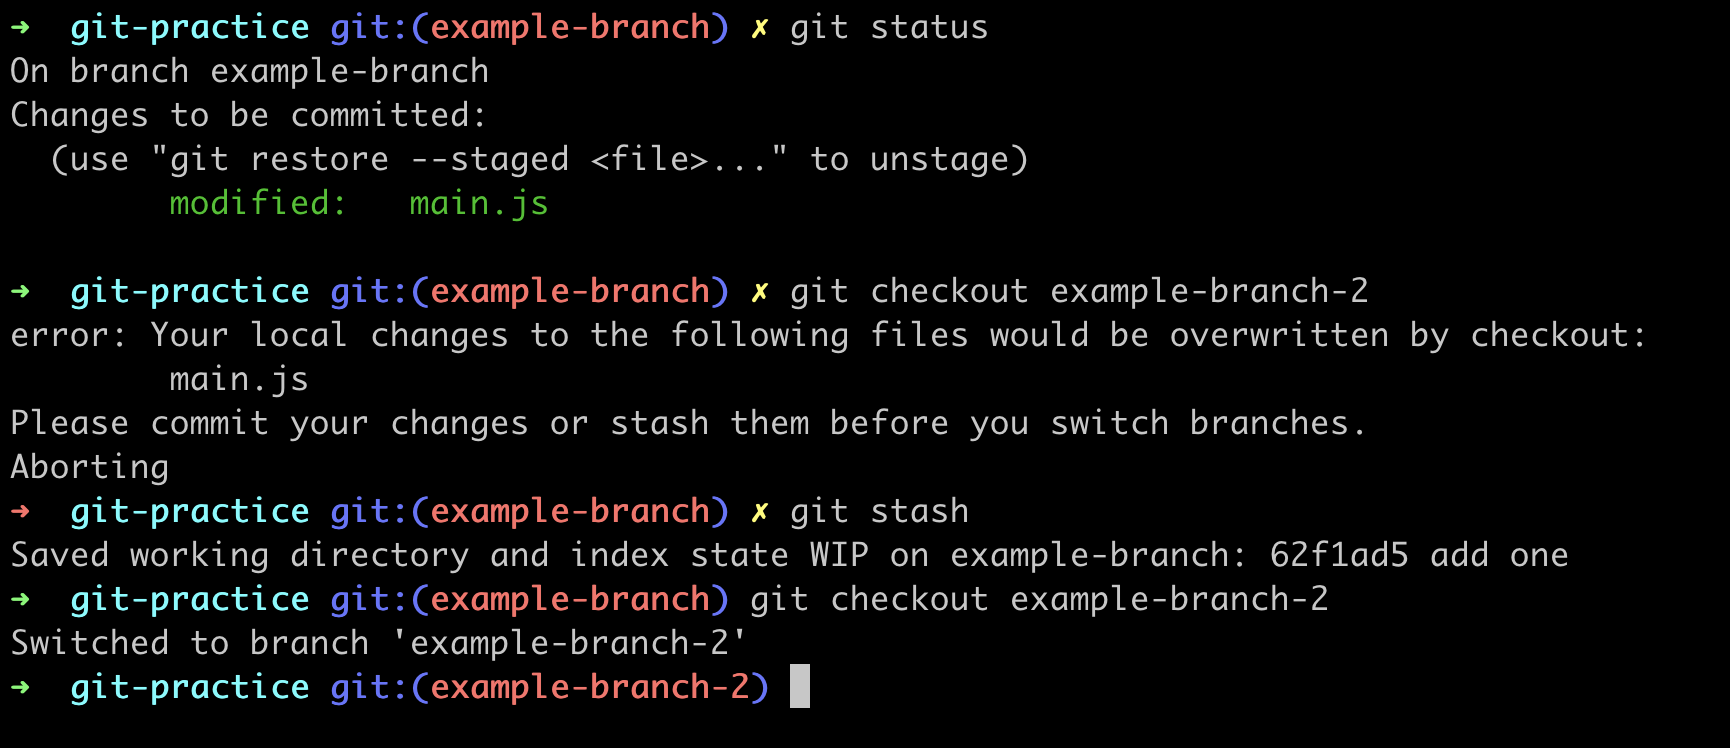 ➜  git-practice git:(example-branch) ✗ git status
On branch example-branch
Changes to be committed:
  (use "git restore --staged <file>..." to unstage)
        modified:   main.js

➜  git-practice git:(example-branch) ✗ git checkout example-branch-2
error: Your local changes to the following files would be overwritten by checkout:
        main.js
Please commit your changes or stash them before you switch branches.
Aborting
➜  git-practice git:(example-branch) ✗ git stash
Saved working directory and index state WIP on example-branch: 62f1ad5 add one
➜  git-practice git:(example-branch) git checkout example-branch-2
Switched to branch 'example-branch-2'
➜  git-practice git:(example-branch-2)